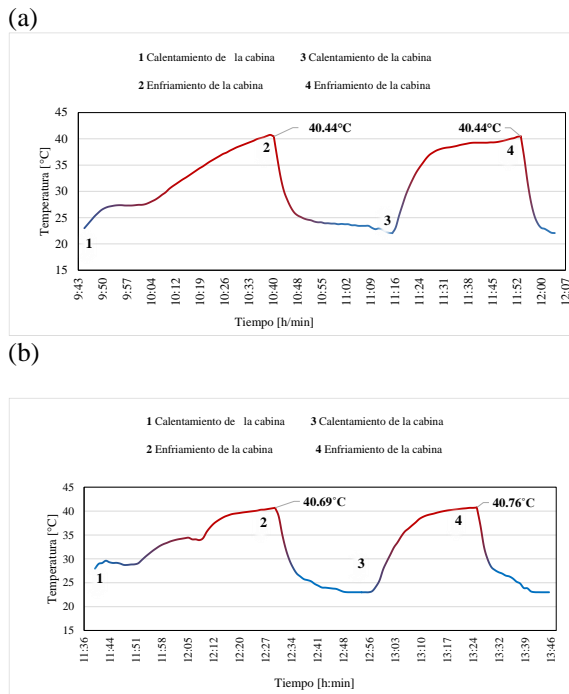 (a)
1 Calentamiento de la cabina 3 Calentamiento de la cabina
2 Enfriamiento de la cabina 4 Enfriamiento de la cabina
45
40
35
30
25
20
15
Temperatura [°C]
40.44°C
40.44°C
1
2
3
4
9:43 9:50 9:57 10:04 10:12 10:19 10:26 10:33 10:40 10:48 10:55 11:02 11:09 11:16 11:24 11:31 11:38 11:45 11:52 12:00 12:07
Tiempo [h/min]
(b)
1 Calentamiento de la cabina 3 Calentamiento de la cabina
2 Enfriamiento de la cabina 4 Enfriamiento de la cabina
45
40
35
30
25
20
15
Temperatura [°C]
40.69°C
40.76°C
1
2
3
4
11:36 11:44 11:51 11:58 12:05 12:12 12:20 12:27 12:34 12:41 12:48 12:56 13:03 13:10 13:17 13:24 13:32 13:39 13:46
Tiempo [h:min]